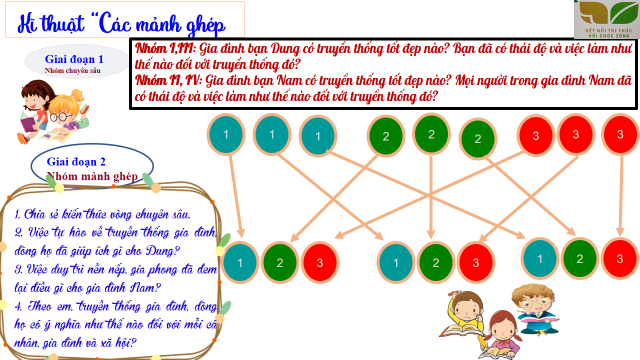 Kĩ thuật “Các mảnh ghép
KẾT NỐI TRI THỨC
VỚI CUỘC SỐNG
Giai đoạn 1
Nhóm chuyên sâu
Nhóm I,III: Gia đình bạn Dung có truyền thống tốt đẹp nào? Bạn đã có thái độ và việc làm như
thế nào đối với truyền thống đó?
Nhóm II, IV: Gia đình bạn Nam có truyền thống tốt đẹp nào? Mọi người trong gia đình Nam đã
có thái độ và việc làm như thế nào đối với truyền thống đó?
1 1 1 2 2 2 3 3 3
Giai đoạn 2
Nhóm mảnh ghép
1. Chia sẻ kiến thức vòng chuyên sâu.
2. Việc tự hào về truyền thống gia đình,
dòng họ đã giúp ích gì cho Dung?
3. Việc duy trì nền nếp, gia phong đã đem
lại điều gì cho gia đình Nam?
4. Theo em, truyền thống gia đình, dòng
họ có ý nghĩa như thế nào đối với mỗi cá
nhân, gia đình và xã hội?
1 2 3 1 2 3 1 2 3